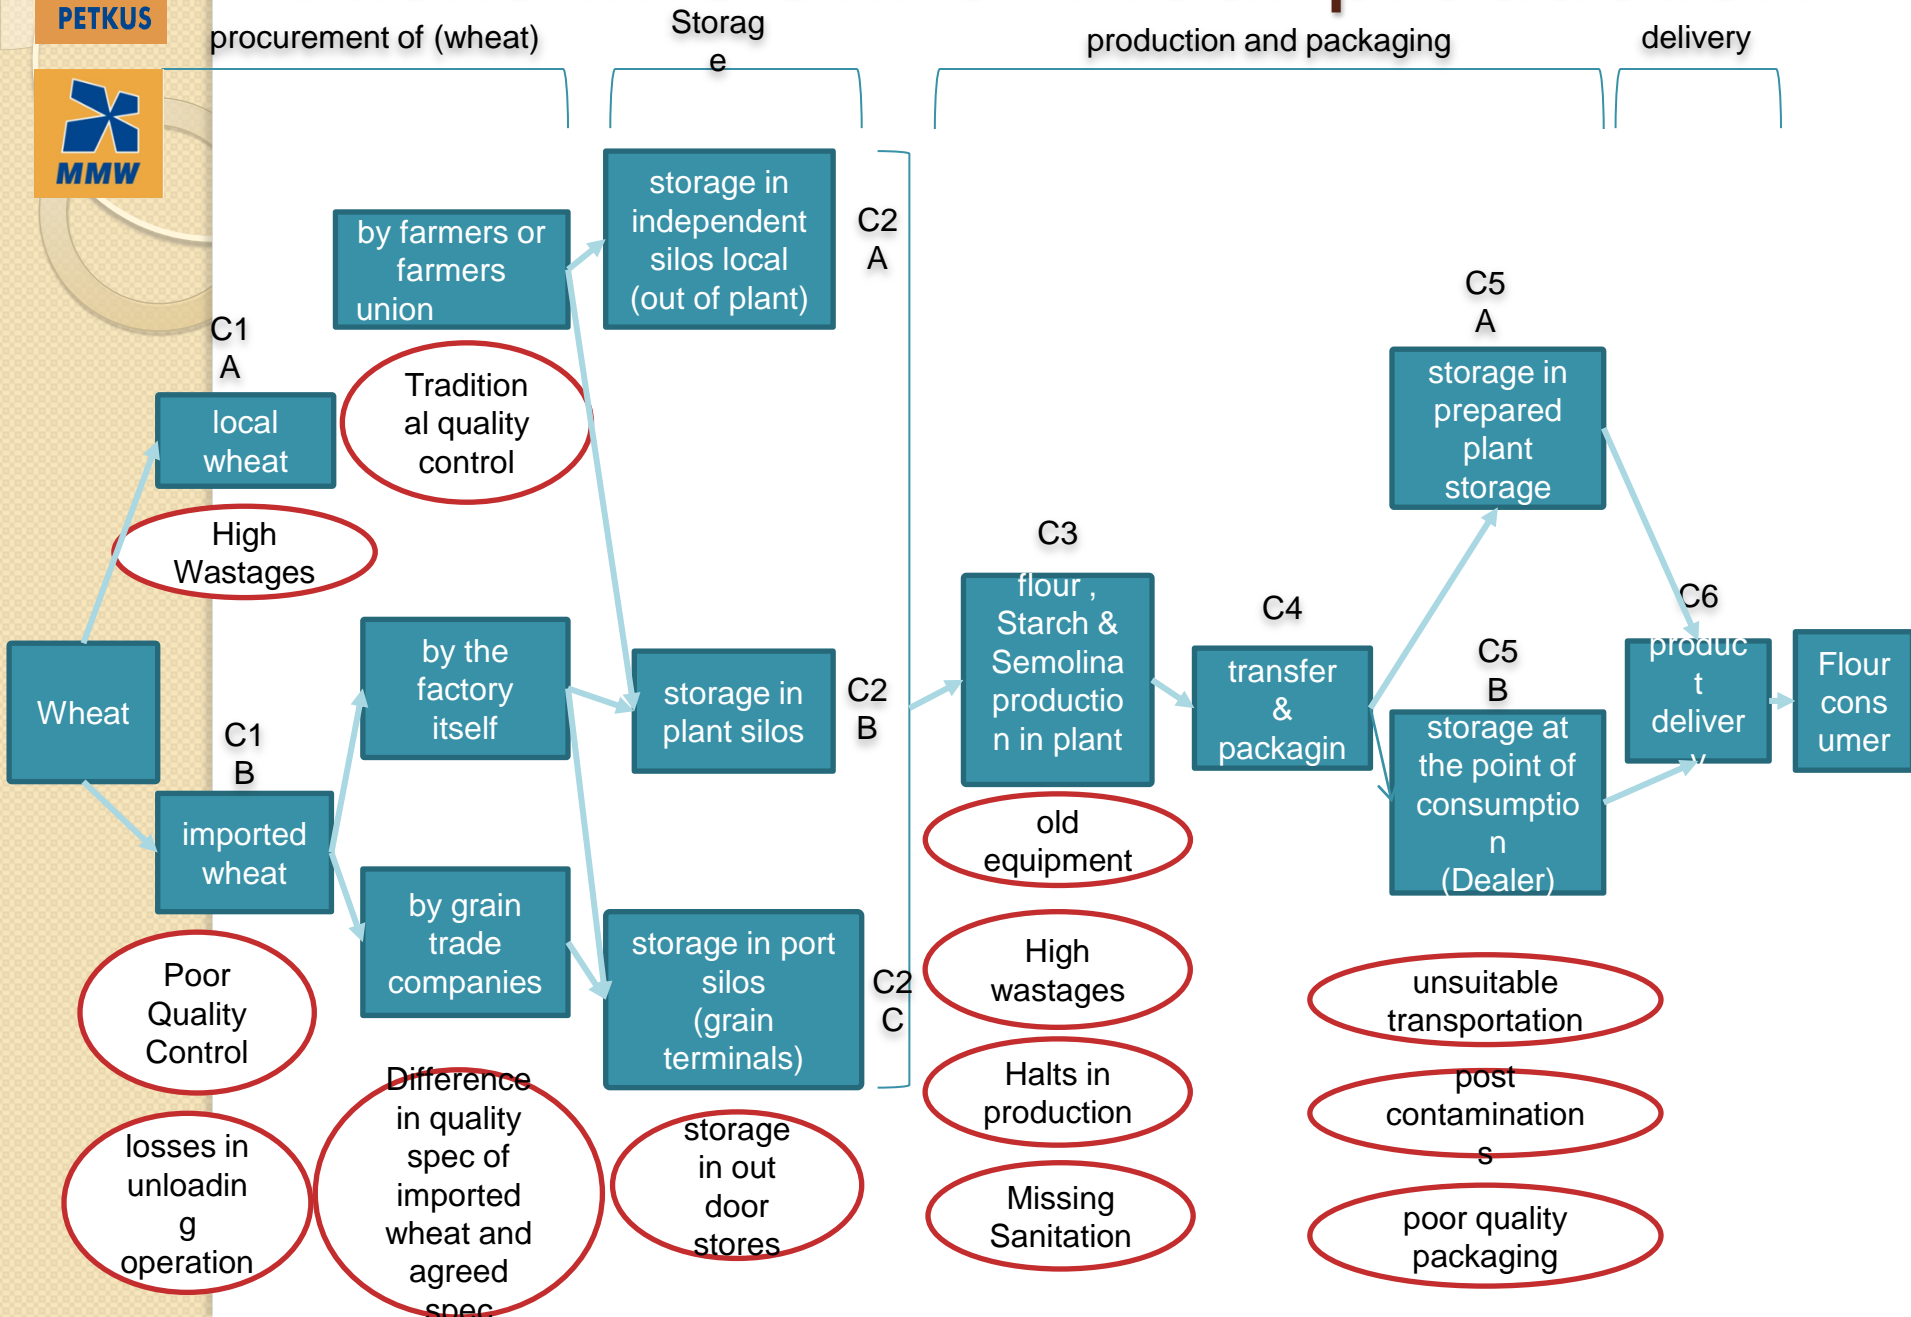 PETKUS
procurement of (wheat)
Storag
e
production and packaging
delivery
MMW
storage in
independent
silos local
(out of plant)
C2
A
by farmers or
farmers
union
C1
A
local
wheat
Tradition
al quality
control
High
Wastages
C5
A
storage in
prepared
plant
storage
C3
flour ,
Starch &
Semolina
productio
n in plant
C4
transfer
&
packagin
C6
produc
t
deliver
y
Flour
cons
umer
Wheat
by the
factory
itself
storage in
plant silos
C2
B
C5
B
storage at
the point of
consumptio
n
(Dealer)
C1
B
imported
wheat
by grain
trade
companies
storage in port
silos
(grain
terminals)
C2
C
old
equipment
High
wastages
Halts in
production
Missing
Sanitation
unsuitable
transportation
post
contamination
s
poor quality
packaging
Poor
Quality
Control
losses in
unloadin
g
operation
Difference
in quality
spec of
imported
wheat and
agreed
spec
storage
in out
door
stores